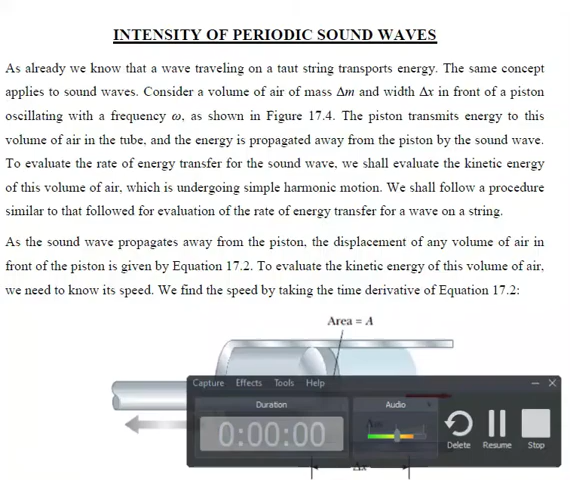 INTENSITY OF PERIODIC SOUND WAVES
As already we know that a wave traveling on a taut string transports energy. The same concept
applies to sound waves. Consider a volume of air of mass Δm and width Δx in front of a piston
oscillating with a frequency ω, as shown in Figure 17.4. The piston transmits energy to this
volume of air in the tube, and the energy is propagated away from the piston by the sound wave.
To evaluate the rate of energy transfer for the sound wave, we shall evaluate the kinetic energy
of this volume of air, which is undergoing simple harmonic motion. We shall follow a procedure
similar to that followed for evaluation of the rate of energy transfer for a wave on a string.
As the sound wave propagates away from the piston, the displacement of any volume of air in
front of the piston is given by Equation 17.2. To evaluate the kinetic energy of this volume of air,
we need to know its speed. We find the speed by taking the time derivative of Equation 17.2:
Area = A
Capture Effects Tools Help
Duration Audio
0:00:00
Delete Resume Stop
Δx